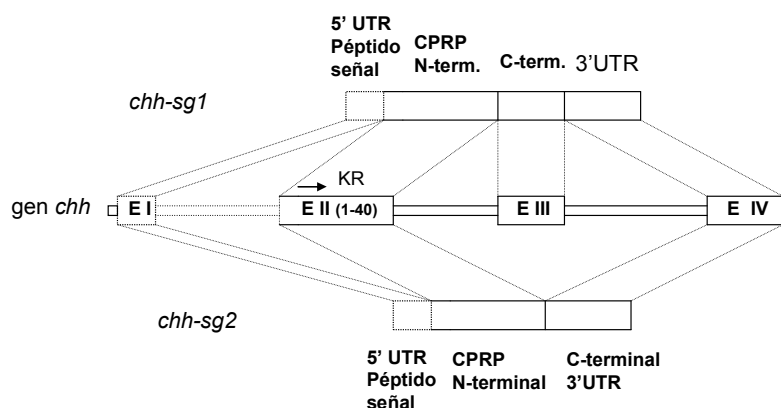 5' UTR
Péptido
señal
CPRP
N-term.
C-term.
3'UTR
chh-sg1
KR
gen chh
E I
E II (1-40)
E III
E IV
chh-sg2
5' UTR
Péptido
señal
CPRP
N-terminal
C-terminal
3'UTR